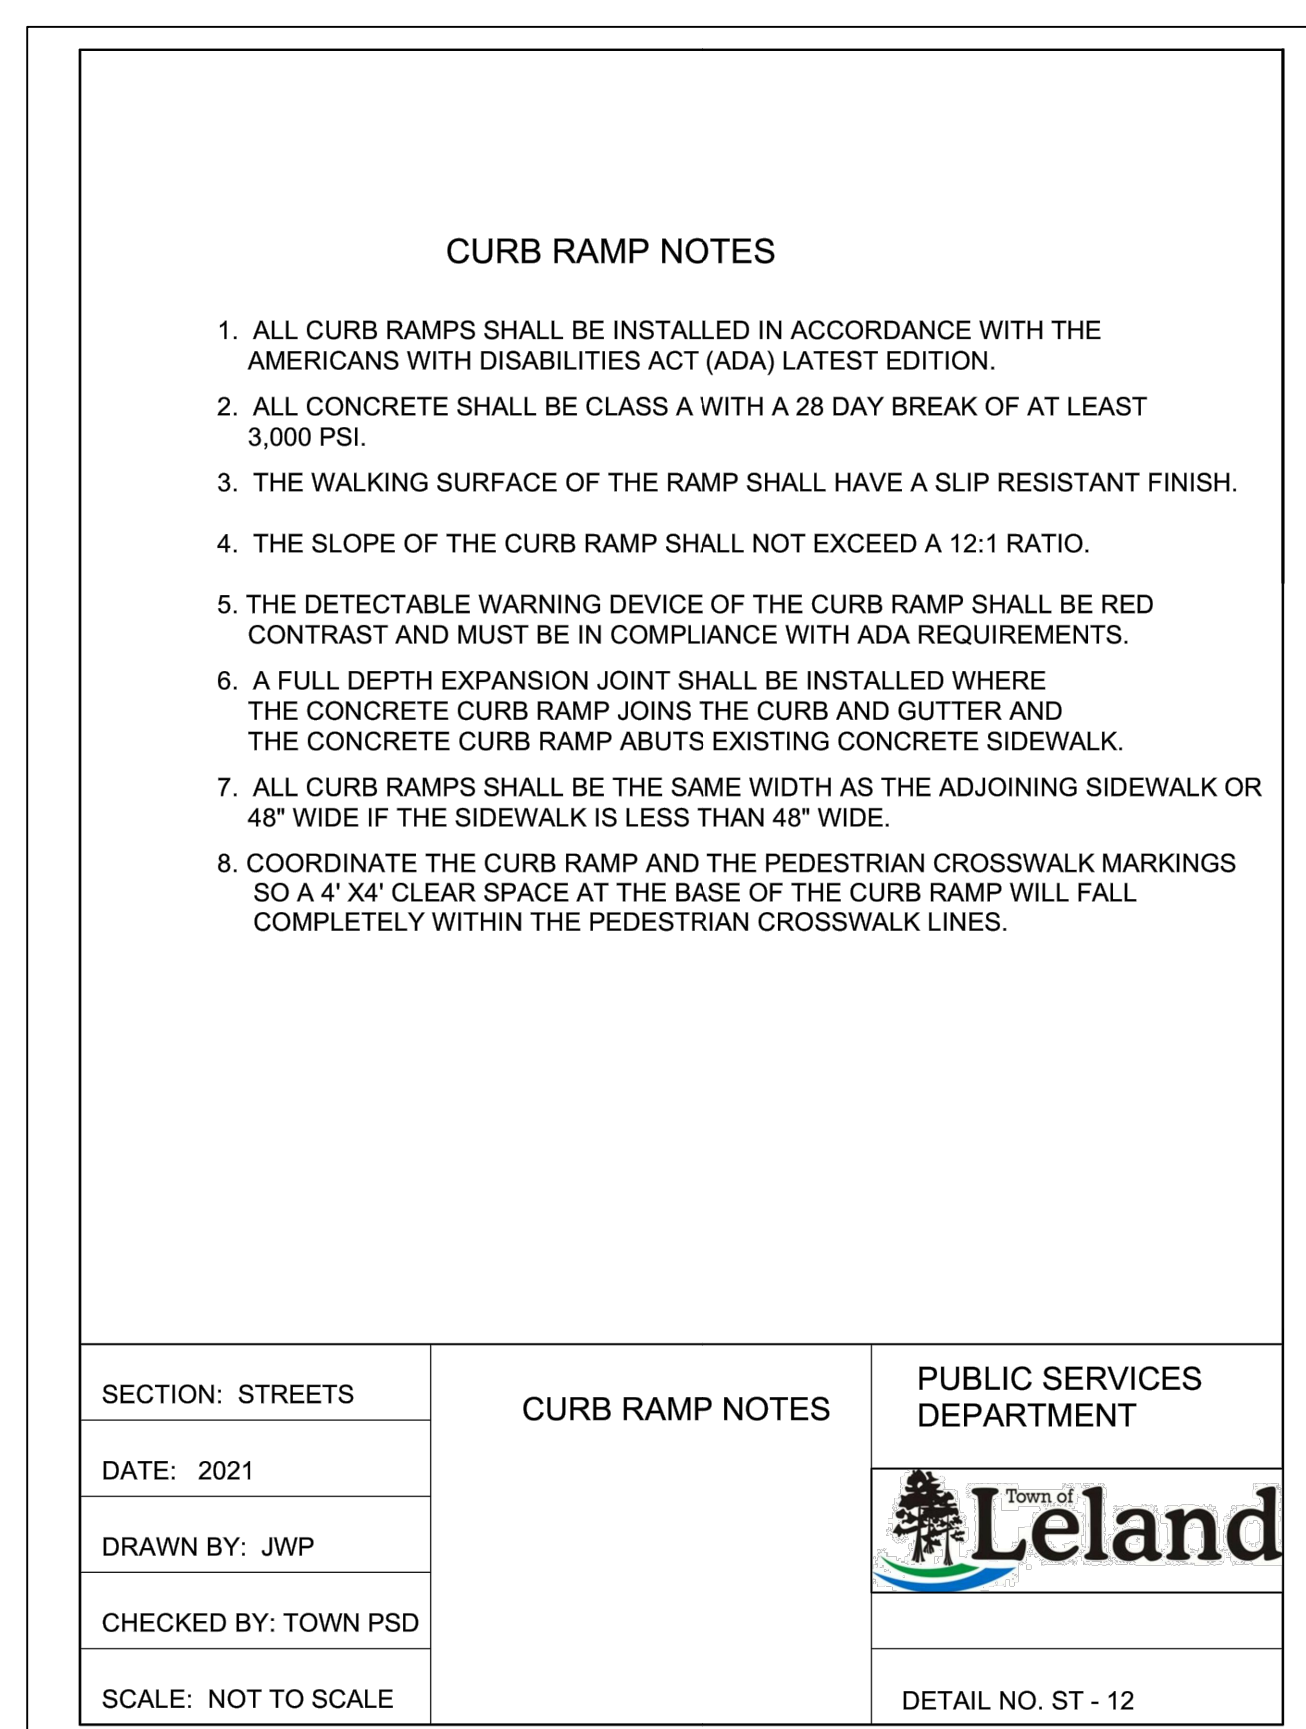 CURB RAMP NOTES
1. ALL CURB RAMPS SHALL BE INSTALLED IN ACCORDANCE WITH THE
AMERICANS WITH DISABILITIES ACT (ADA) LATEST EDITION.
2. ALL CONCRETE SHALL BE CLASS A WITH A 28 DAY BREAK OF AT LEAST
3,000 PSI.
3. THE WALKING SURFACE OF THE RAMP SHALL HAVE A SLIP RESISTANT FINISH.
4. THE SLOPE OF THE CURB RAMP SHALL NOT EXCEED A 12:1 RATIO.
5. THE DETECTABLE WARNING DEVICE OF THE CURB RAMP SHALL BE RED
CONTRAST AND MUST BE IN COMPLIANCE WITH ADA REQUIREMENTS.
6. A FULL DEPTH EXPANSION JOINT SHALL BE INSTALLED WHERE
THE CONCRETE CURB RAMP JOINS THE CURB AND GUTTER AND
THE CONCRETE CURB RAMP ABUTS EXISTING CONCRETE SIDEWALK.
7. ALL CURB RAMPS SHALL BE THE SAME WIDTH AS THE ADJOINING SIDEWALK OR
48" WIDE IF THE SIDEWALK IS LESS THAN 48" WIDE.
8. COORDINATE THE CURB RAMP AND THE PEDESTRIAN CROSSWALK MARKINGS
SO A 4' X4' CLEAR SPACE AT THE BASE OF THE CURB RAMP WILL FALL
COMPLETELY WITHIN THE PEDESTRIAN CROSSWALK LINES.
SECTION: STREETS
DATE: 2021
DRAWN BY: JWP
CHECKED BY: TOWN PSD
SCALE: NOT TO SCALE
CURB RAMP NOTES
PUBLIC SERVICES
DEPARTMENT
Town of
Leland
DETAIL NO. ST - 12